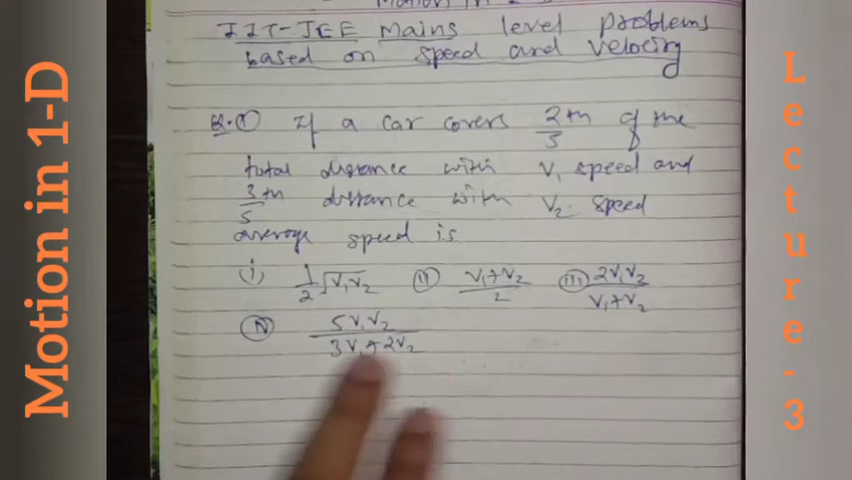 Motion in 1-D
IIT-JEE mains level problems
based on speed and velocity
Q.① If a car covers 2/5 th of the
total distance with V₁ speed and
3/5 th distance with V₂ speed
average speed is
(i) 1/2 √V₁V₂ (ii) V₁+V₂/2 (iii) 2V₁V₂/V₁+V₂
(iv) 5V₁V₂/3V₁+2V₂
Lecture-3